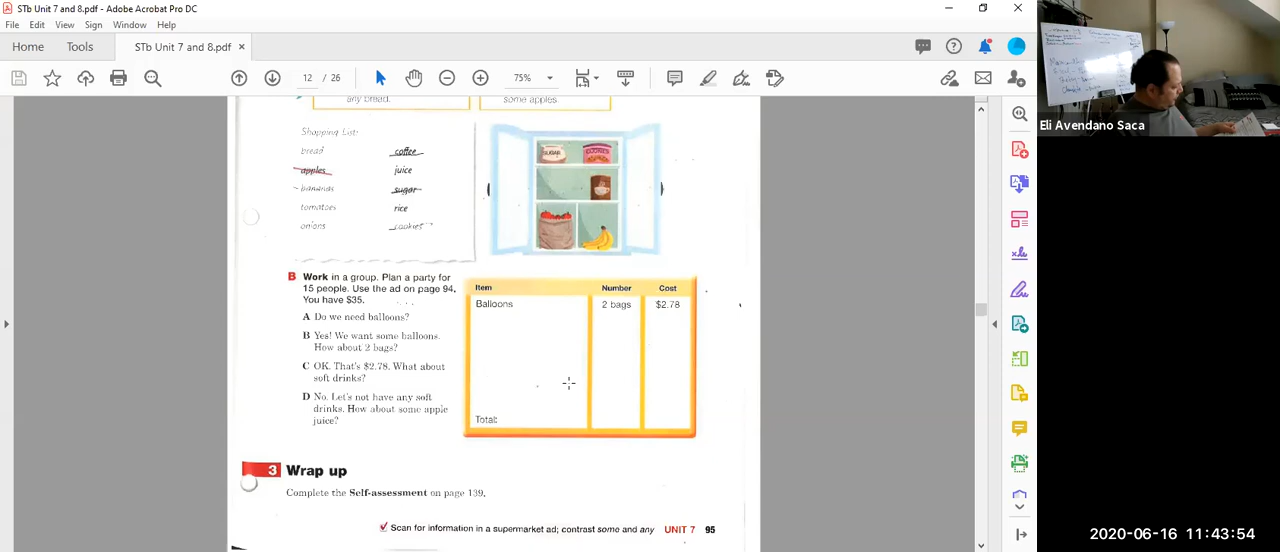 STb Unit 7 and 8.pdf - Adobe Acrobat Pro DC
File Edit View Sign Window Help
Home Tools STb Unit 7 and 8.pdf ×
12 / 26 75%
any bread. some apples.
Shopping List:
bread coffee
apples juice
bananas sugar
tomatoes rice
onions cookies
SUGAR COOKIES
B Work in a group. Plan a party for
15 people. Use the ad on page 94.
You have $35.
A Do we need balloons?
B Yes! We want some balloons.
How about 2 bags?
C OK. That's $2.78. What about
soft drinks?
D No. Let's not have any soft
drinks. How about some apple
juice?
Item Number Cost
Balloons 2 bags $2.78
Total:
3 Wrap up
Complete the Self-assessment on page 139.
✓ Scan for information in a supermarket ad; contrast some and any UNIT 7 95
Eli Avendano Saca
2020-06-16 11:43:54